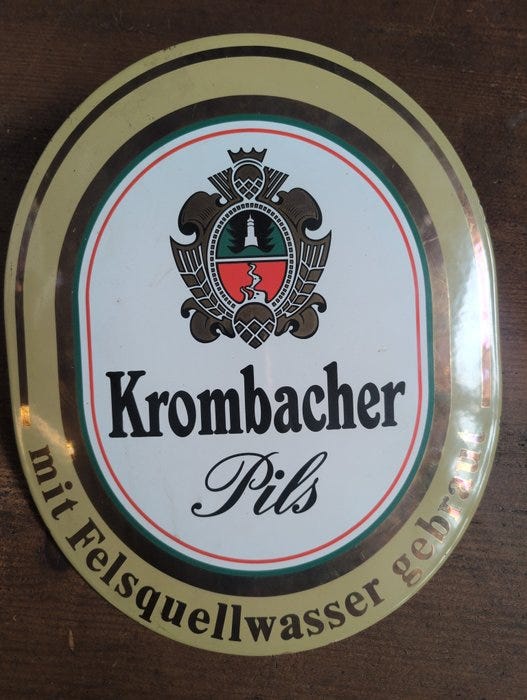 Krombacher
Pils
mit Felsquellwasser gebraut